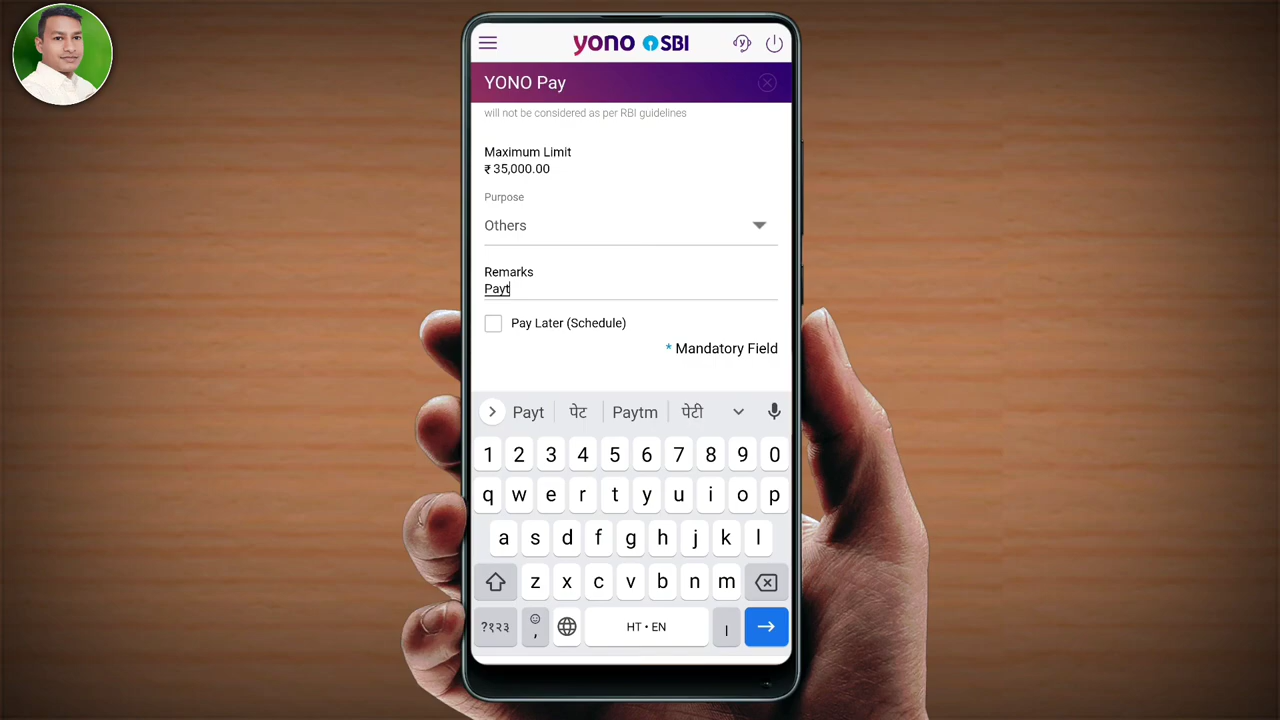 yono SBI
YONO Pay
will not be considered as per RBI guidelines
Maximum Limit
₹ 35,000.00
Purpose
Others
Remarks
Payt
Pay Later (Schedule)
* Mandatory Field
Payt पेट Paytm पेटी
1 2 3 4 5 6 7 8 9 0
q w e r t y u i o p
a s d f g h j k l
z x c v b n m
?१२३ , HT • EN ।